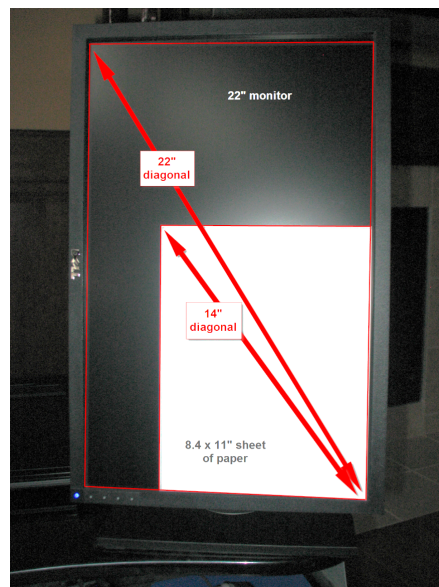 22" monitor
22"
diagonal
14"
diagonal
8.4 x 11" sheet
of paper